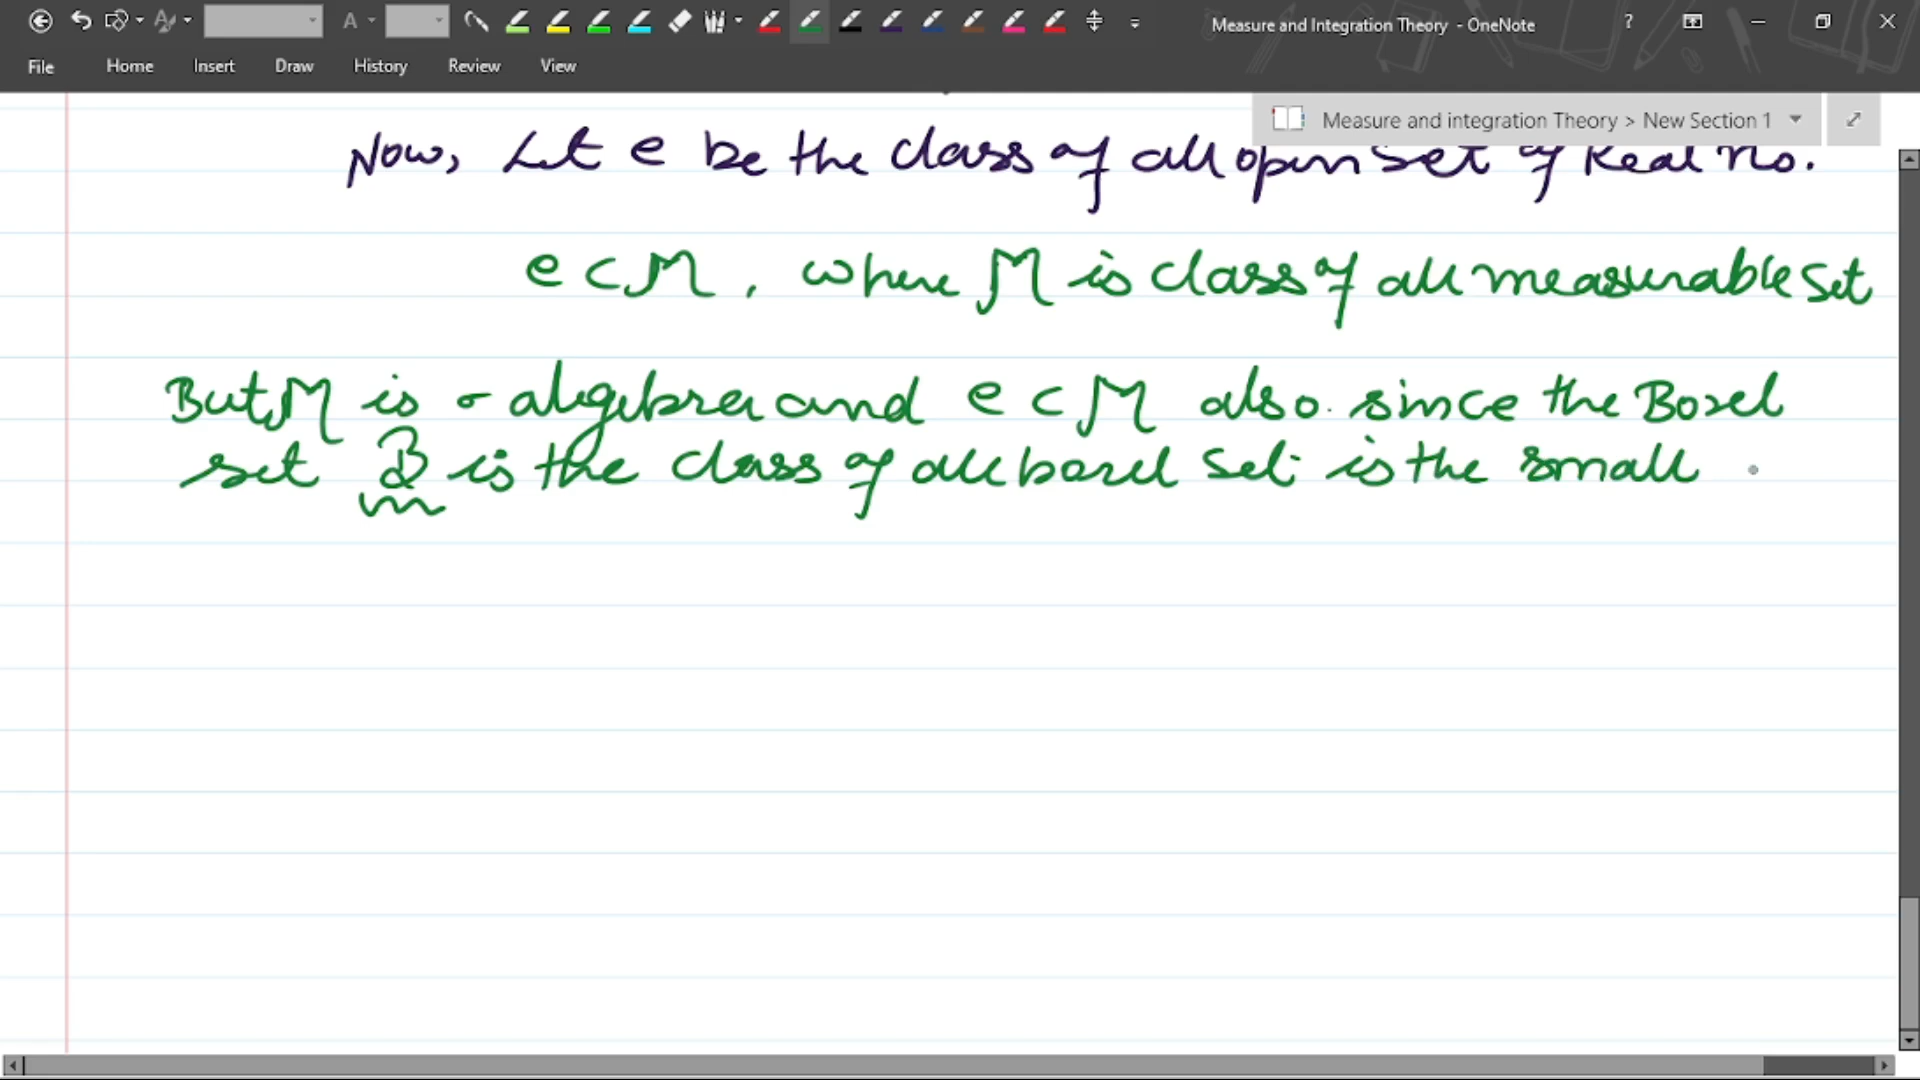 Measure and Integration Theory - OneNote
File Home Insert Draw History Review View
Measure and integration Theory > New Section 1
Now, Let e be the class of all open set of Real no.
e ⊂ M, where M is class of all measurable set
But M is σ-algebra and e ⊂ M also. since the Borel
set B is the class of all borel set is the small